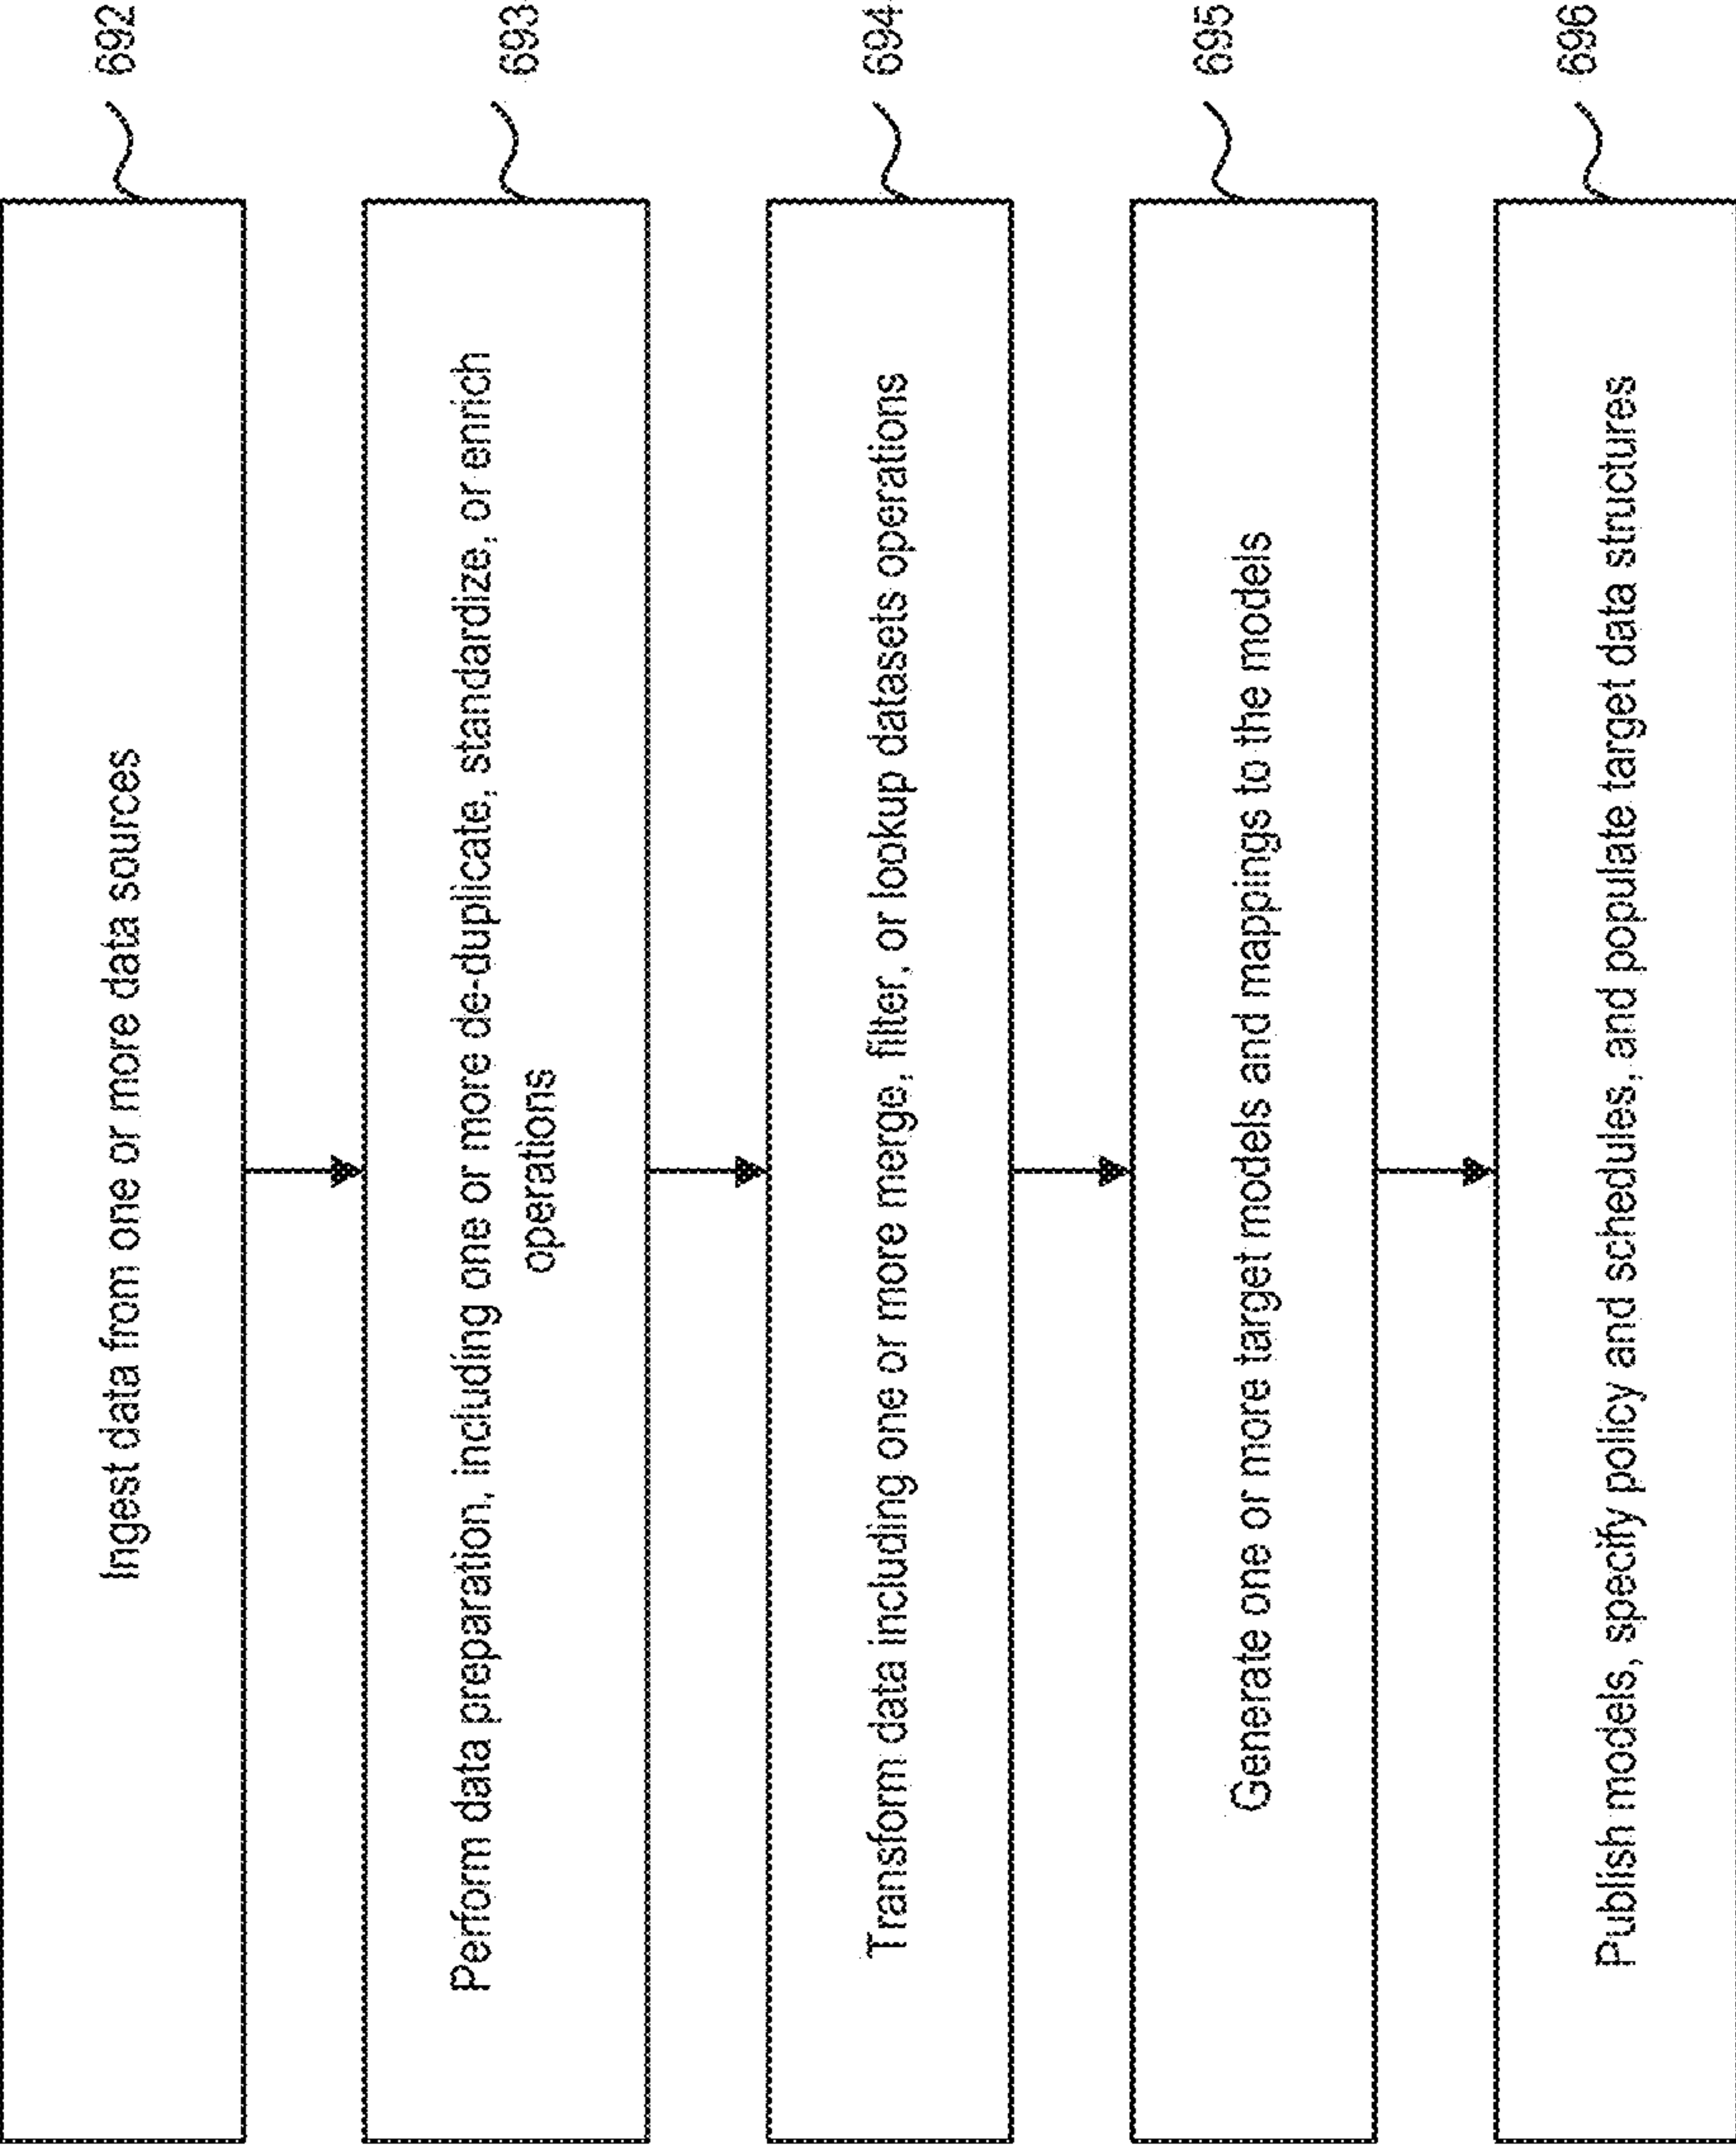 Ingest data from one or more data sources
692
Perform data preparation, including one or more de-duplicate, standardize, or enrich
operations
693
Transform data including one or more merge, filter, or lookup datasets operations
694
Generate one or more target models and mappings to the models
695
Publish models, specify policy and schedules, and populate target data structures
696